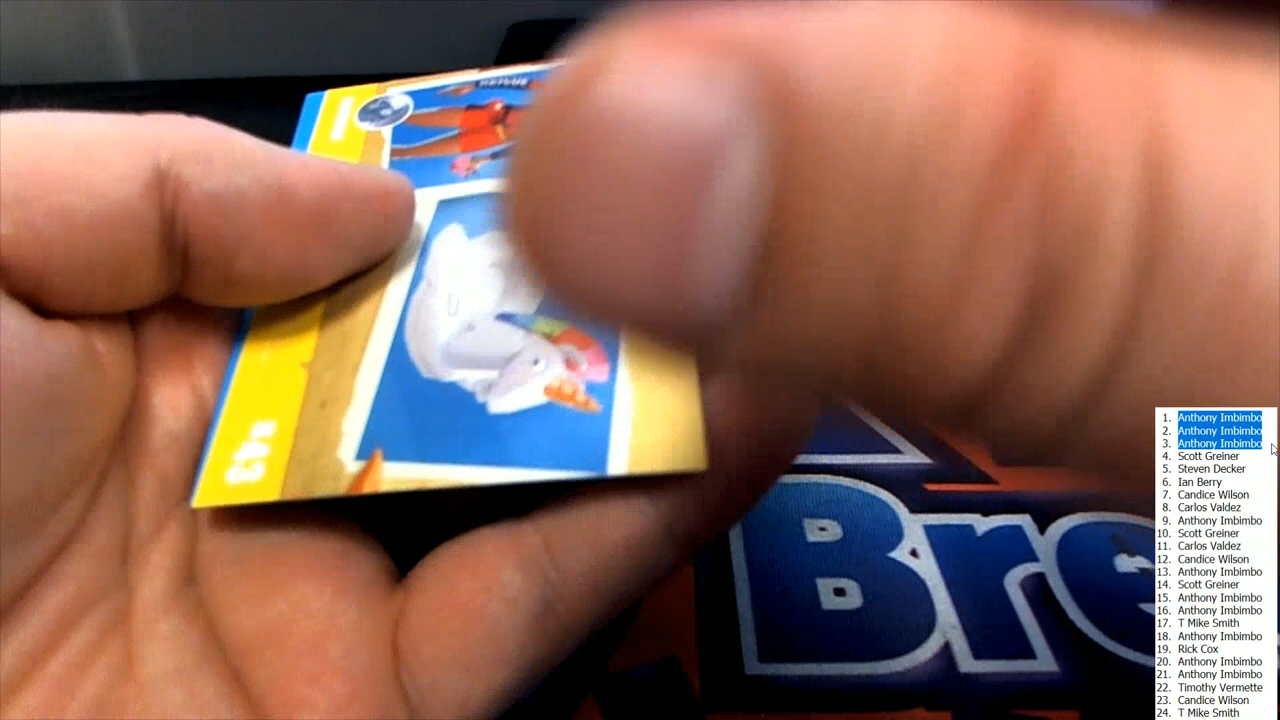 1. Anthony Imbimbo
2. Anthony Imbimbo
3. Anthony Imbimbo
4. Scott Greiner
5. Steven Decker
6. Ian Berry
7. Candice Wilson
8. Carlos Valdez
9. Anthony Imbimbo
10. Scott Greiner
11. Carlos Valdez
12. Candice Wilson
13. Anthony Imbimbo
14. Scott Greiner
15. Anthony Imbimbo
16. Anthony Imbimbo
17. T Mike Smith
18. Anthony Imbimbo
19. Rick Cox
20. Anthony Imbimbo
21. Anthony Imbimbo
22. Timothy Vermette
23. Candice Wilson
24. T Mike Smith
Bre